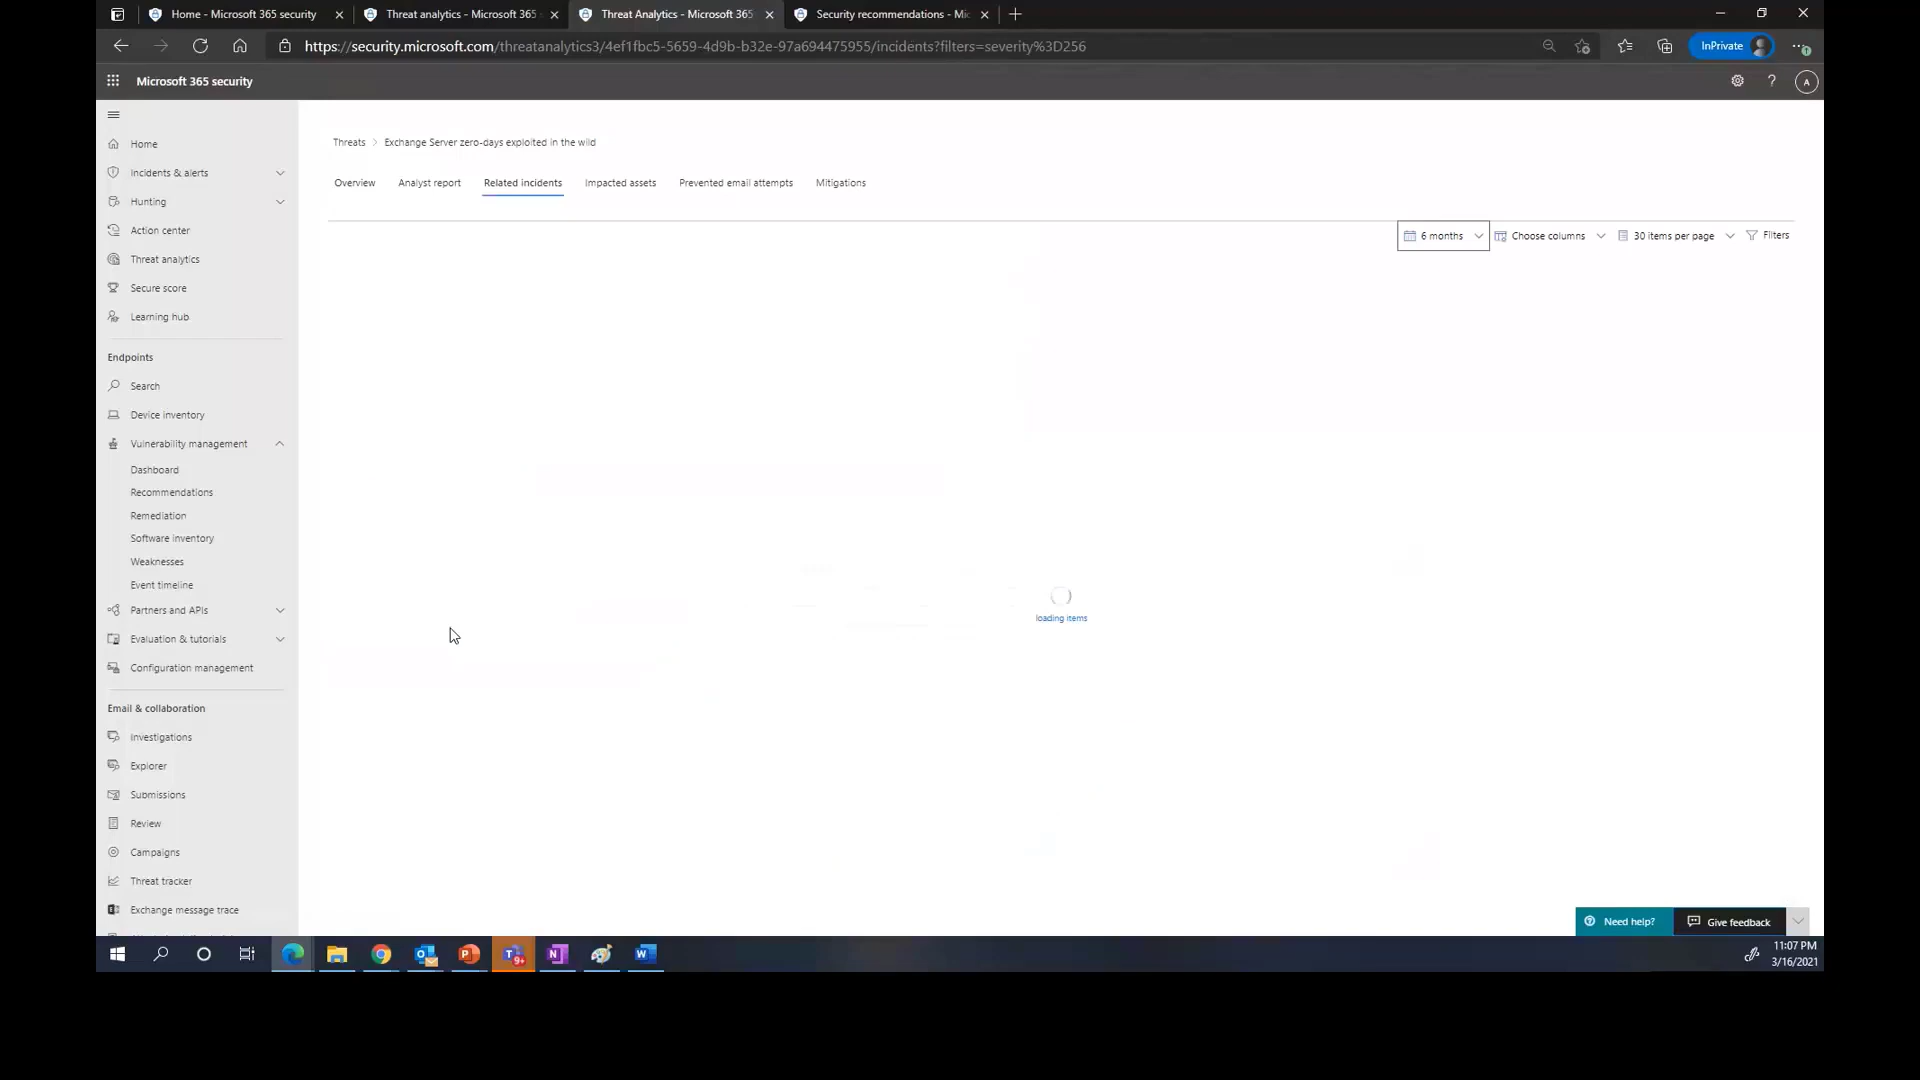 Home - Microsoft 365 security
Threat analytics - Microsoft 365
Threat Analytics - Microsoft 365
Security recommendations - Mi
https://security.microsoft.com/threatanalytics3/4ef1fbc5-5659-4d9b-b32e-97a694475955/incidents?filters=severity%3D256
InPrivate
Microsoft 365 security
?
A
Home
Incidents & alerts
Hunting
Action center
Threat analytics
Secure score
Learning hub
Endpoints
Search
Device inventory
Vulnerability management
Dashboard
Recommendations
Remediation
Software inventory
Weaknesses
Event timeline
Partners and APIs
Evaluation & tutorials
Configuration management
Email & collaboration
Investigations
Explorer
Submissions
Review
Campaigns
Threat tracker
Exchange message trace
Threats > Exchange Server zero-days exploited in the wild
Overview Analyst report Related incidents Impacted assets Prevented email attempts Mitigations
6 months Choose columns 30 items per page Filters
loading items
Need help? Give feedback
9+
11:07 PM
3/16/2021